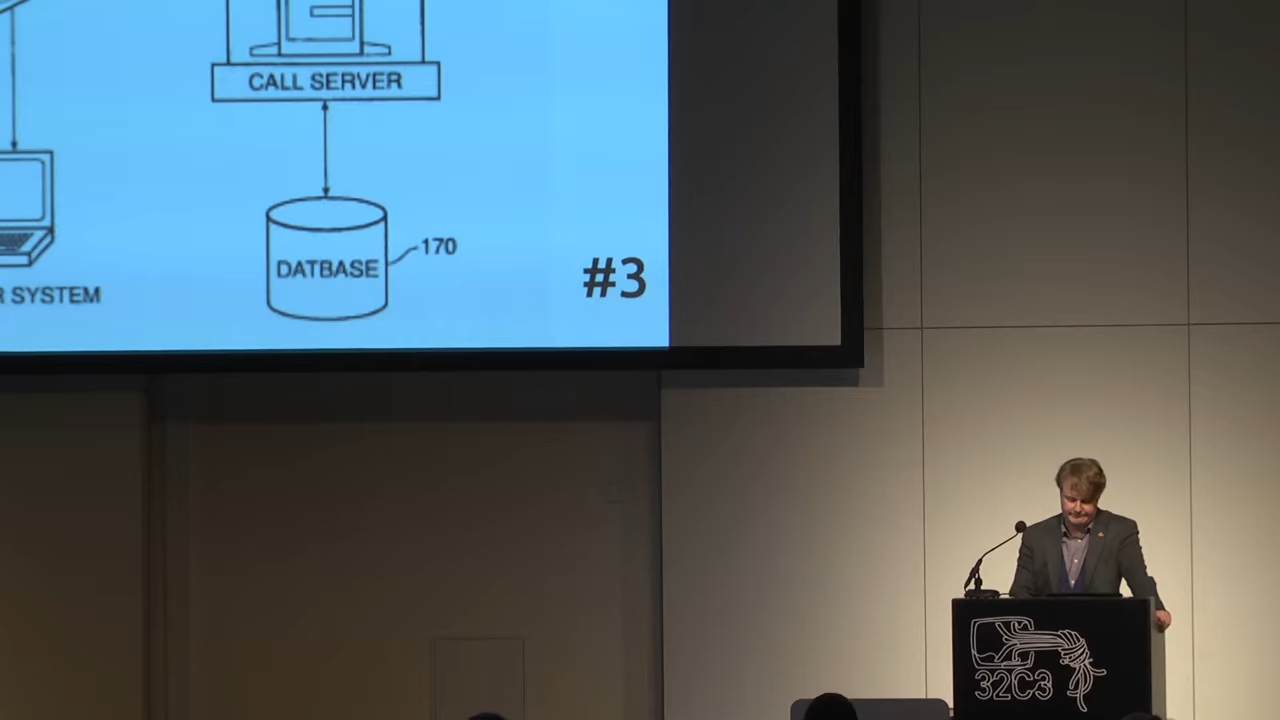 CALL SERVER
170
DATBASE
#3
R SYSTEM
32C3